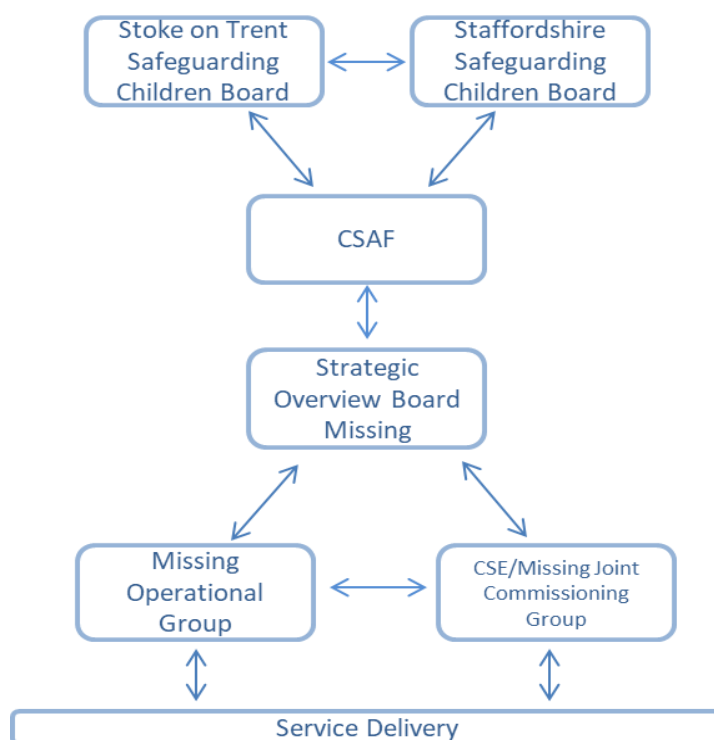 Stoke on Trent
Safeguarding
Children Board
Staffordshire
Safeguarding
Children Board
CSAF
Strategic
Overview Board
Missing
Missing
Operational
Group
CSE/Missing Joint
Commissioning
Group
Service Delivery